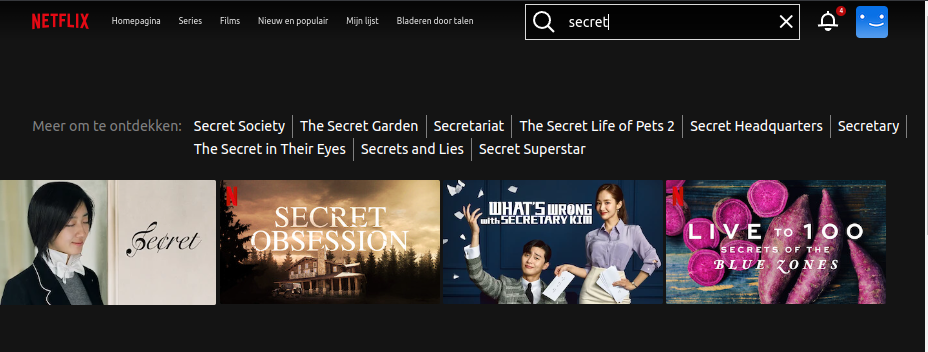 NETFLIX Homepagina Series Films Nieuw en populair Mijn lijst Bladeren door talen secret 4
Meer om te ontdekken: Secret Society The Secret Garden Secretariat The Secret Life of Pets 2 Secret Headquarters Secretary
The Secret in Their Eyes Secrets and Lies Secret Superstar
Secret
N
SECRET
OBSESSION
WHAT'S WRONG
with SECRETARY KIM
N
LIVE TO 100
SECRETS OF THE
BLUE ZONES